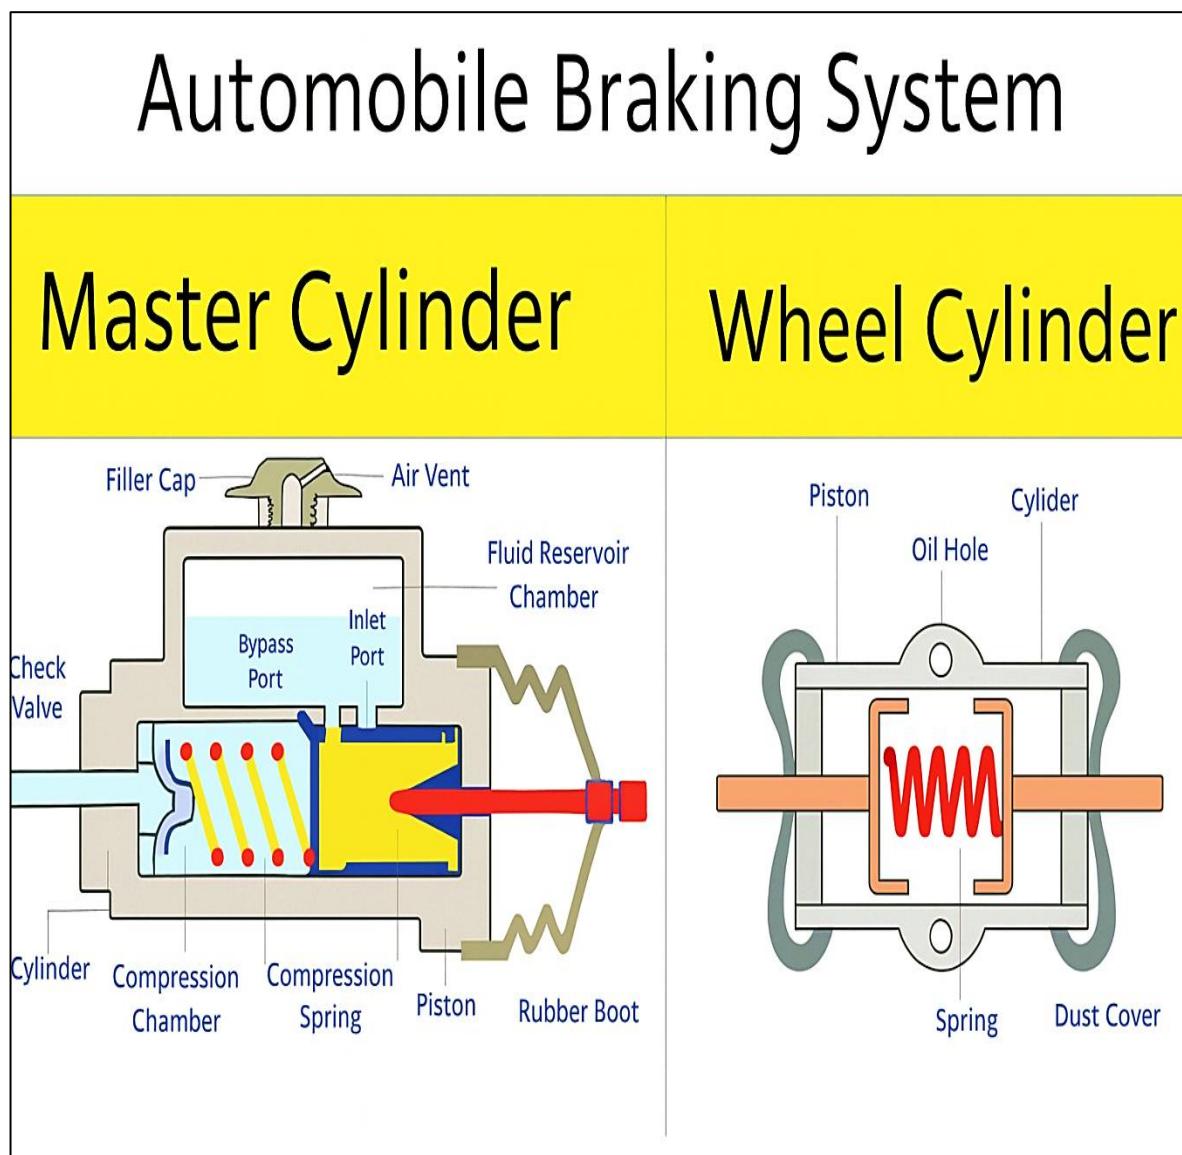 Automobile Braking System
Master Cylinder
Wheel Cylinder
Filler Cap
Air Vent
Fluid Reservoir
Chamber
Inlet
Port
Bypass
Port
Check
Valve
Cylinder
Compression
Chamber
Compression
Spring
Piston
Rubber Boot
Piston
Cylider
Oil Hole
Spring
Dust Cover